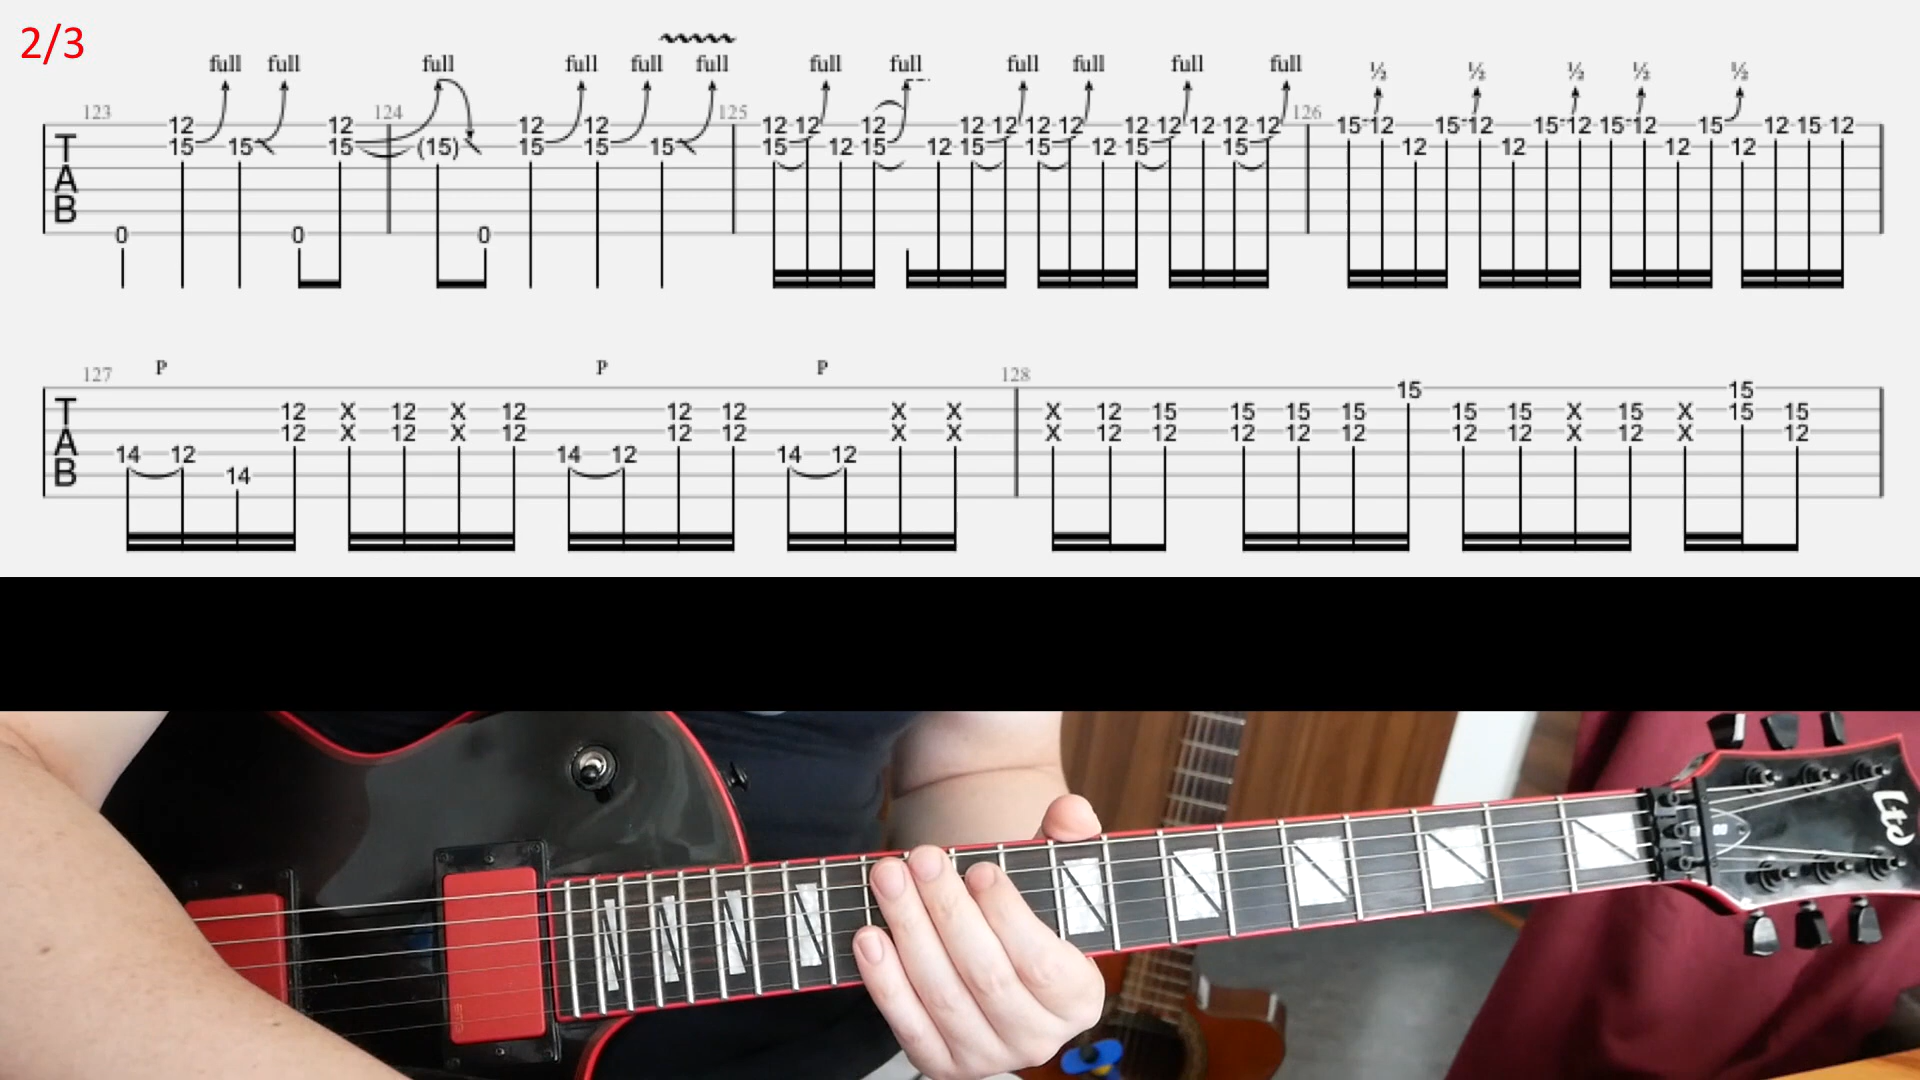 2/3
full full full full full full full full full full full full
½ ½ ½ ½ ½
123 124 125 126
12 12 12 12 12 12 12 12 12 12 12 12 12 12 12 12 15 12 15 12 15 12 15 12 15 12 15 12
T 15 15 15 (15) 15 15 15 15 12 15 12 15 15 12 15 15 12 12 12 12
A
B
0 0 0
127 P P P 128
15 15
T 12 X 12 X 12 12 12 X X X 12 15 15 15 15 15 15 X 15 X 15 15
A 12 X 12 X 12 12 12 X X X 12 12 12 12 12 12 12 X 12 X 12
14 12 14 12 14 12
B 14
Ltd